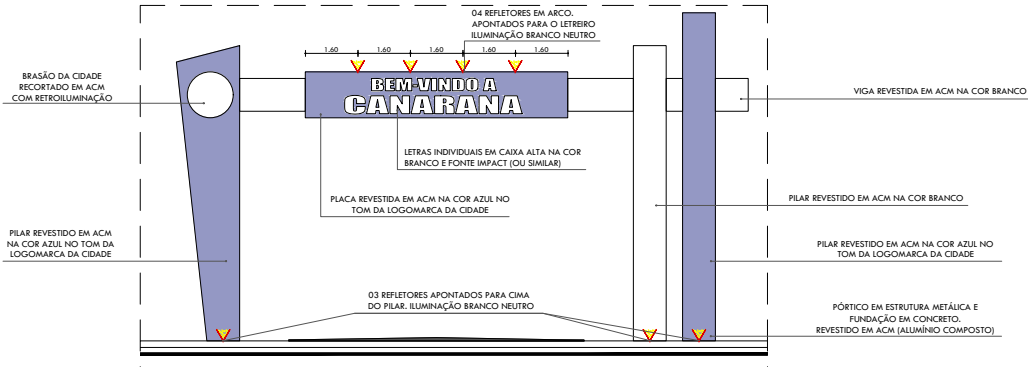 04 REFLETORES EM ARCO.
APONTADOS PARA O LETREIRO
ILUMINAÇÃO BRANCO NEUTRO
1.60
1.60
1.60
1.60
1.60
BRASÃO DA CIDADE
RECORTADO EM ACM
COM RETROILUMINAÇÃO
BEM-VINDO A
CANARANA
VIGA REVESTIDA EM ACM NA COR BRANCO
LETRAS INDIVIDUAIS EM CAIXA ALTA NA COR
BRANCO E FONTE IMPACT (OU SIMILAR)
PLACA REVESTIDA EM ACM NA COR AZUL NO
TOM DA LOGOMARCA DA CIDADE
PILAR REVESTIDO EM ACM NA COR BRANCO
PILAR REVESTIDO EM ACM
NA COR AZUL NO TOM DA
LOGOMARCA DA CIDADE
PILAR REVESTIDO EM ACM NA COR AZUL NO
TOM DA LOGOMARCA DA CIDADE
03 REFLETORES APONTADOS PARA CIMA
DO PILAR. ILUMINAÇÃO BRANCO NEUTRO
PÓRTICO EM ESTRUTURA METÁLICA E
FUNDAÇÃO EM CONCRETO.
REVESTIDO EM ACM (ALUMÍNIO COMPOSTO)